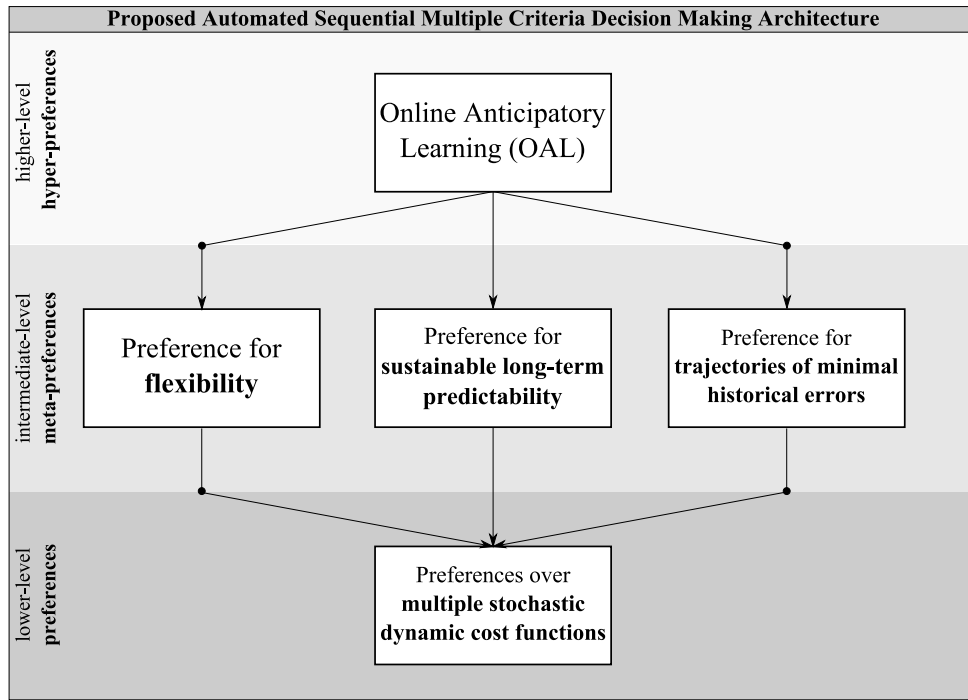 Proposed Automated Sequential Multiple Criteria Decision Making Architecture
higher-level
hyper-preferences
Online Anticipatory
Learning (OAL)
intermediate-level
meta-preferences
Preference for
flexibility
Preference for
sustainable long-term
predictability
Preference for
trajectories of minimal
historical errors
lower-level
preferences
Preferences over
multiple stochastic
dynamic cost functions